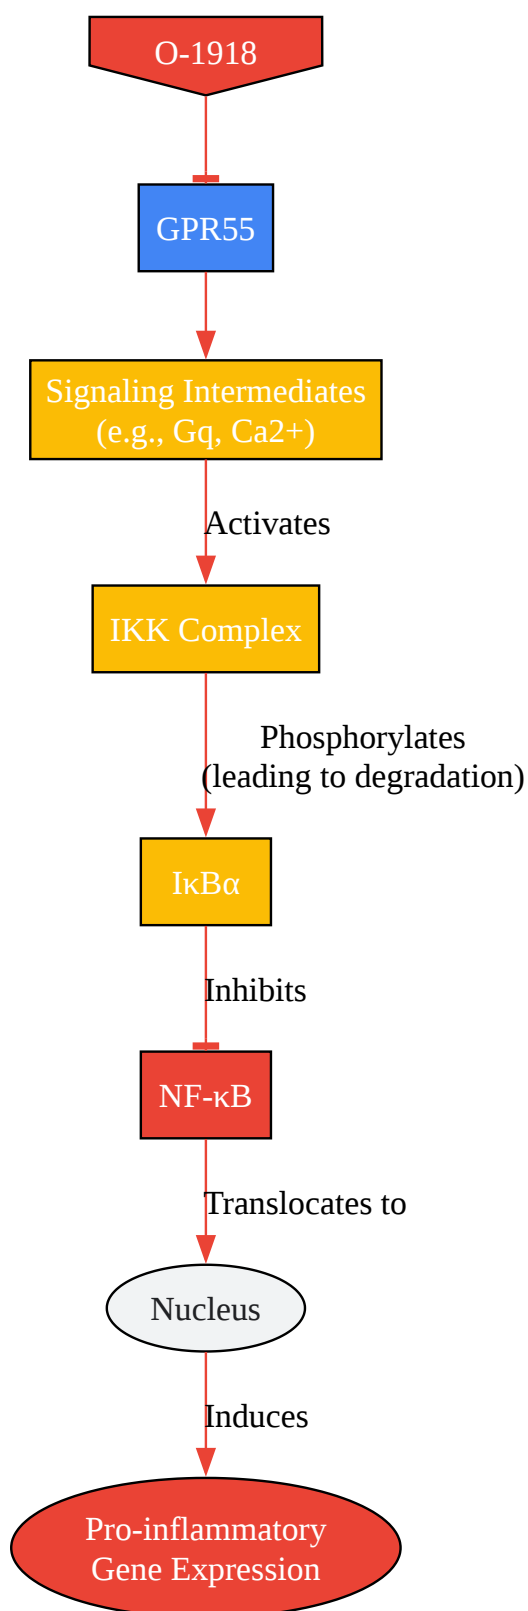 O-1918
GPR55
Signaling Intermediates
(e.g., Gq, Ca2+)
Activates
IKK Complex
Phosphorylates
(leading to degradation)
IκBα
Inhibits
NF-κB
Translocates to
Nucleus
Induces
Pro-inflammatory
Gene Expression